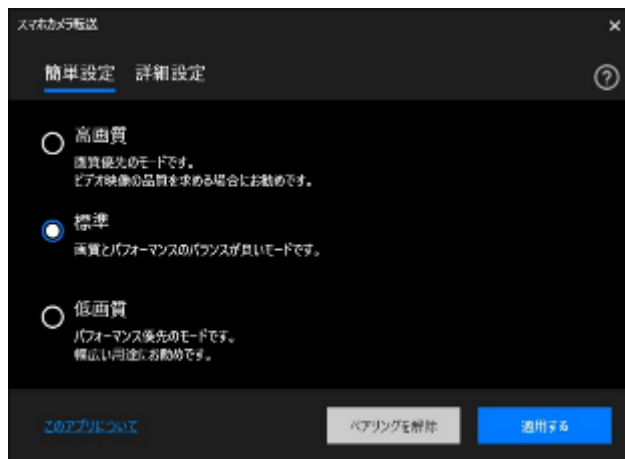 スマホカメラ転送
簡単設定 詳細設定
高画質
画質優先のモードです。
ビデオ映像の品質を求める場合にお勧めです。
標準
画質とパフォーマンスのバランスが良いモードです。
低画質
パフォーマンス優先のモードです。
幅広い用途にお勧めです。
このアプリについて ペアリングを解除 適用する